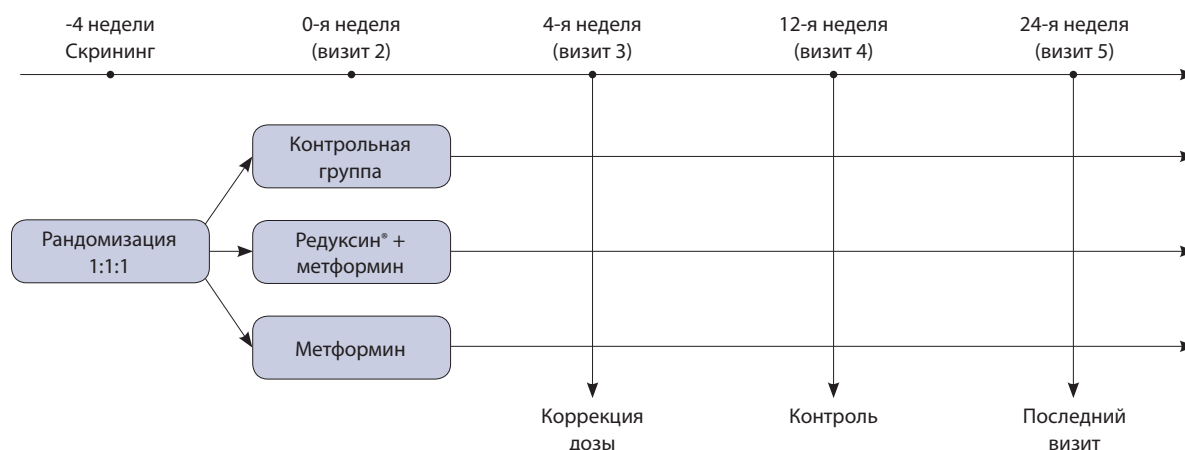 -4 недели
Скрининг
0-я неделя
(визит 2)
4-я неделя
(визит 3)
12-я неделя
(визит 4)
24-я неделя
(визит 5)
Контрольная
группа
Рандомизация
1:1:1
Редуксин® +
метформин
Метформин
Коррекция
дозы
Контроль
Последний
визит